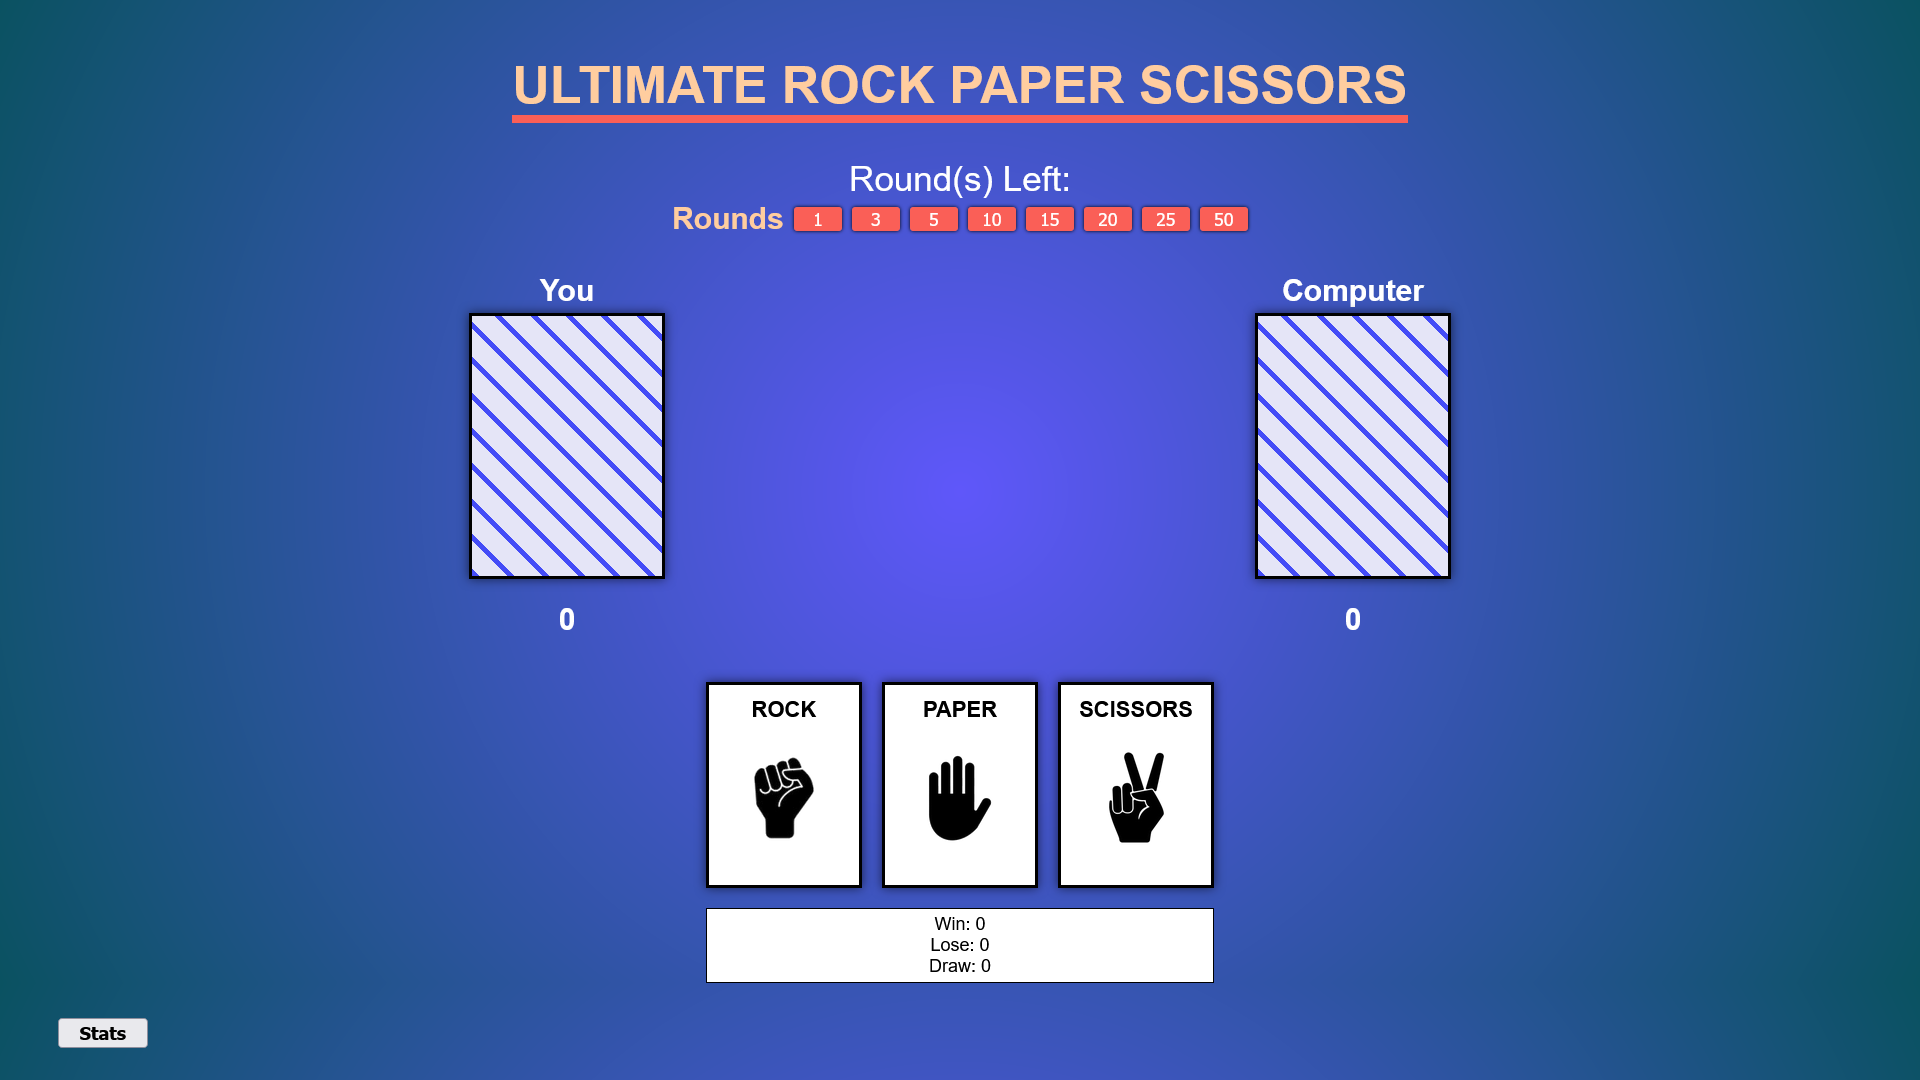 ULTIMATE ROCK PAPER SCISSORS
Round(s) Left:
Rounds 1 3 5 10 15 20 25 50
You
Computer
0
0
ROCK
PAPER
SCISSORS
Win: 0
Lose: 0
Draw: 0
Stats